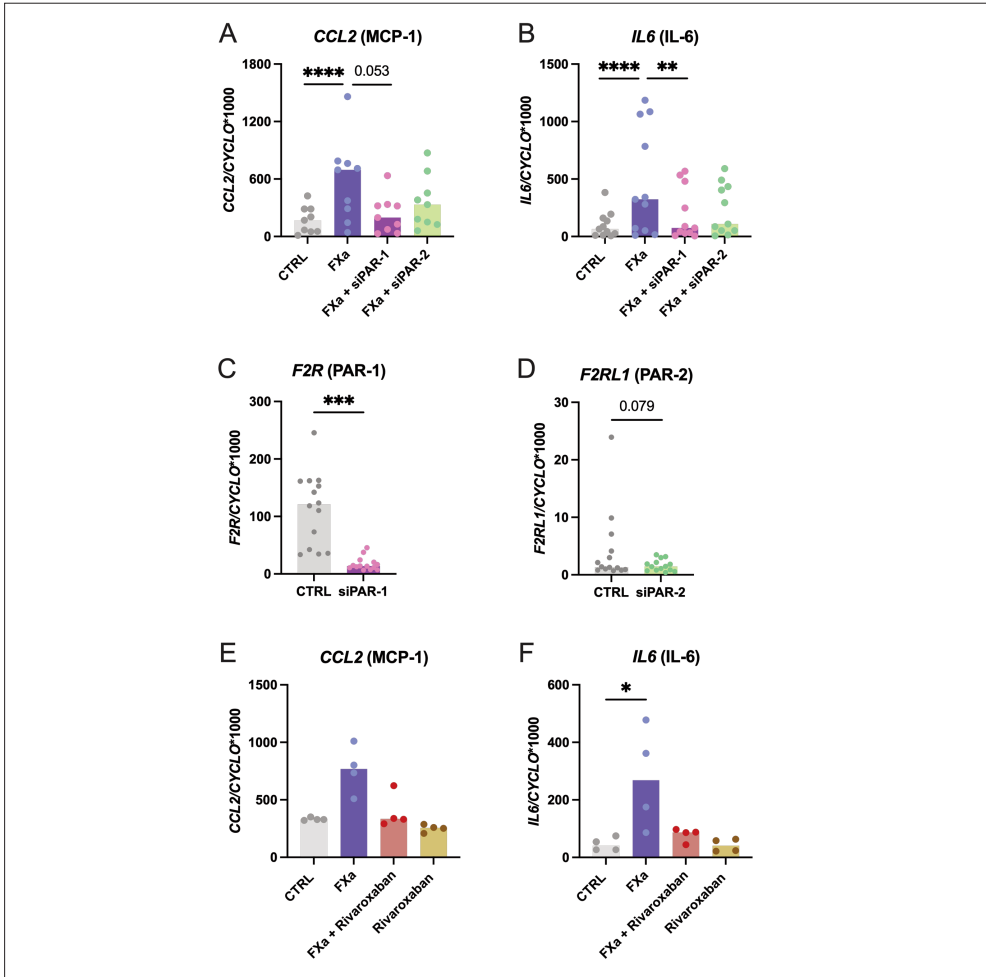 A
CCL2 (MCP-1)
CCL2/CYCLO*1000
1800
1200
600
0
****
0.053
CTRL
FXa
FXa + siPAR-1
FXa + siPAR-2
B
IL6 (IL-6)
IL6/CYCLO*1000
1500
1000
500
0
****
**
CTRL
FXa
FXa + siPAR-1
FXa + siPAR-2
C
F2R (PAR-1)
F2R/CYCLO*1000
300
200
100
0
***
CTRL
siPAR-1
D
F2RL1 (PAR-2)
F2RL1/CYCLO*1000
30
20
10
0
0.079
CTRL
siPAR-2
E
CCL2 (MCP-1)
CCL2/CYCLO*1000
1500
1000
500
0
CTRL
FXa
FXa + Rivaroxaban
Rivaroxaban
F
IL6 (IL-6)
IL6/CYCLO*1000
600
400
200
0
*
CTRL
FXa
FXa + Rivaroxaban
Rivaroxaban